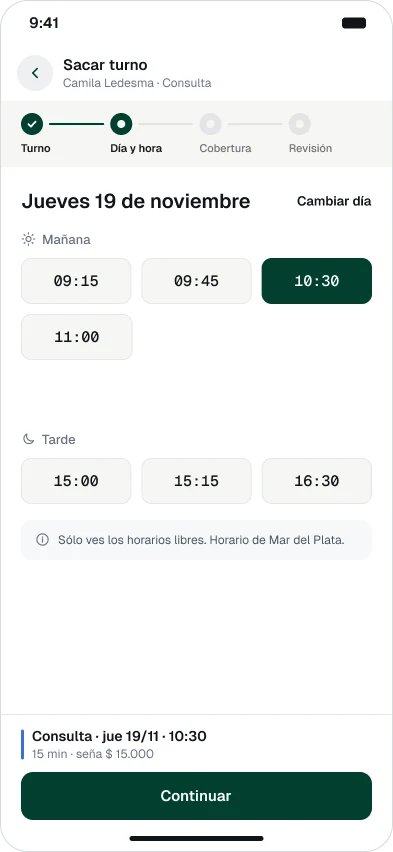 9:41
Sacar turno
Camila Ledesma · Consulta
Turno
Día y hora
Cobertura
Revisión
Jueves 19 de noviembre
Cambiar día
Mañana
09:15
09:45
10:30
11:00
Tarde
15:00
15:15
16:30
Sólo ves los horarios libres. Horario de Mar del Plata.
Consulta · jue 19/11 · 10:30
15 min · seña $ 15.000
Continuar